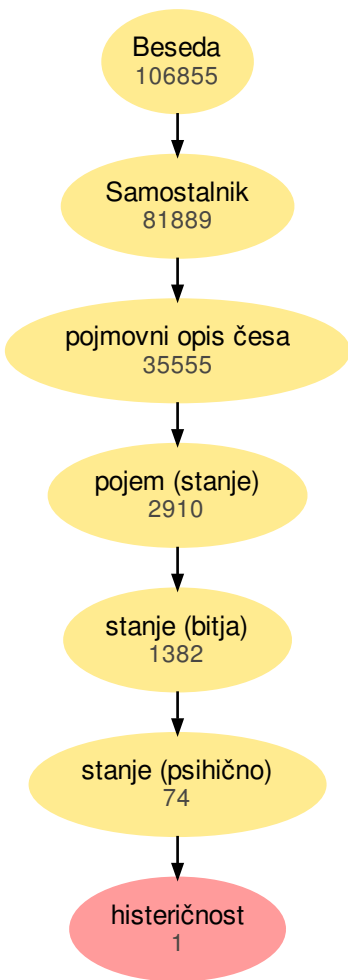 Beseda
106855
Samostalnik
81889
pojmovni opis česa
35555
pojem (stanje)
2910
stanje (bitja)
1382
stanje (psihično)
74
histeričnost
1